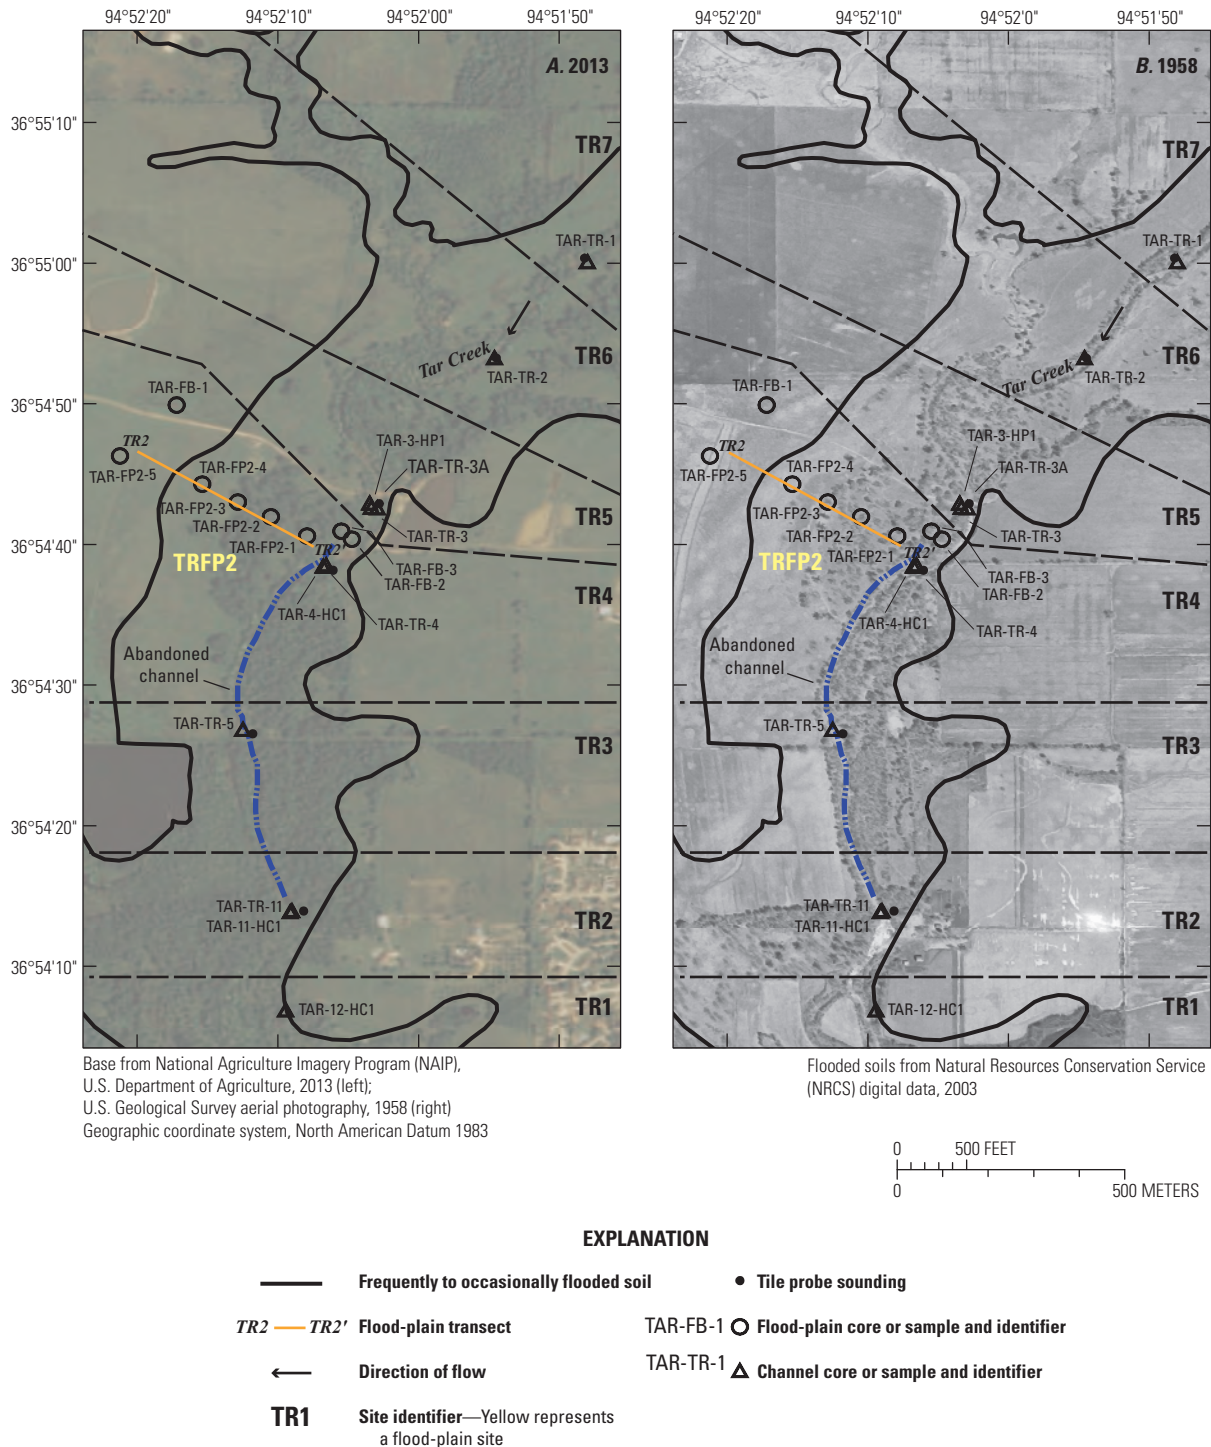 94°52'20" 94°52'10" 94°52'00" 94°51'50"
94°52'20" 94°52'10" 94°52'0" 94°51'50"
A. 2013
36°55'10"
TR7
TAR-TR-1
36°55'00"
Tar Creek
TR6
TAR-TR-2
TAR-FB-1
36°54'50"
TR2
TAR-3-HP1
TAR-FP2-5
TAR-FP2-4
TAR-TR-3A
TAR-FP2-3
TAR-FP2-2
TR5
TAR-TR-3
TAR-FP2-1
TR2'
36°54'40"
TRFP2
TAR-FB-3
TAR-FB-2
TR4
TAR-4-HC1
TAR-TR-4
Abandoned
channel
36°54'30"
TAR-TR-5
TR3
36°54'20"
TAR-TR-11
TAR-11-HC1
TR2
36°54'10"
TAR-12-HC1
TR1
B. 1958
TR7
TAR-TR-1
Tar Creek
TR6
TAR-TR-2
TAR-FB-1
TR2
TAR-3-HP1
TAR-FP2-5
TAR-FP2-4
TAR-TR-3A
TAR-FP2-3
TAR-FP2-2
TR5
TAR-TR-3
TAR-FP2-1
TR2'
TRFP2
TAR-FB-3
TAR-FB-2
TR4
TAR-4-HC1
TAR-TR-4
Abandoned
channel
TAR-TR-5
TR3
TAR-TR-11
TAR-11-HC1
TR2
TAR-12-HC1
TR1
Base from National Agriculture Imagery Program (NAIP),
U.S. Department of Agriculture, 2013 (left);
U.S. Geological Survey aerial photography, 1958 (right)
Geographic coordinate system, North American Datum 1983
Flooded soils from Natural Resources Conservation Service
(NRCS) digital data, 2003
0 500 FEET
0 500 METERS
EXPLANATION
Frequently to occasionally flooded soil
TR2 TR2' Flood-plain transect
Direction of flow
TR1 Site identifier—Yellow represents
a flood-plain site
Tile probe sounding
TAR-FB-1 Flood-plain core or sample and identifier
TAR-TR-1 Channel core or sample and identifier